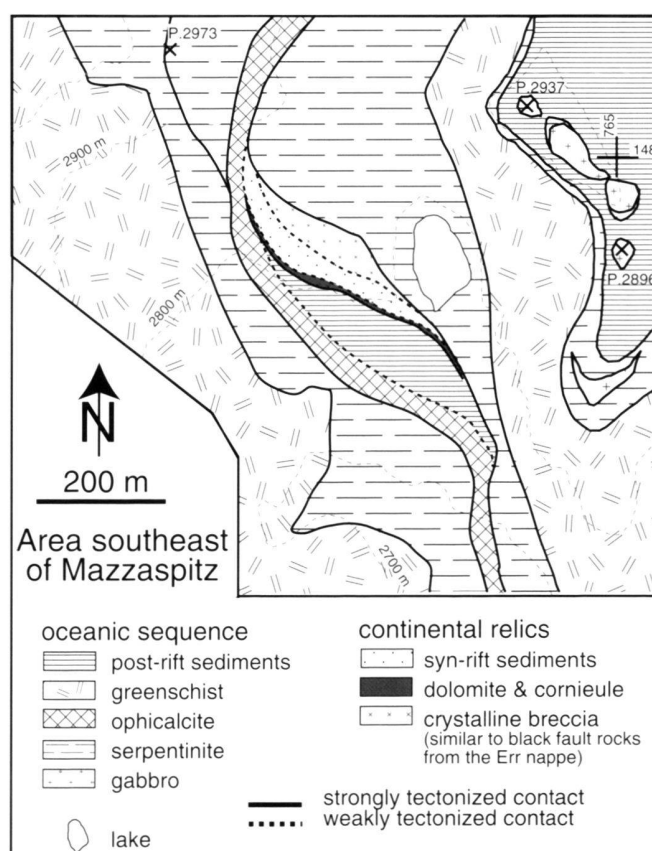 P.2973
P.2937
765
148
2900 m
P.2896
2800 m
N
200 m
2700 m
Area southeast
of Mazzaspitz
oceanic sequence
post-rift sediments
greenschist
ophicalcite
serpentinite
gabbro
lake
continental relics
syn-rift sediments
dolomite & cornieule
crystalline breccia
(similar to black fault rocks
from the Err nappe)
strongly tectonized contact
weakly tectonized contact